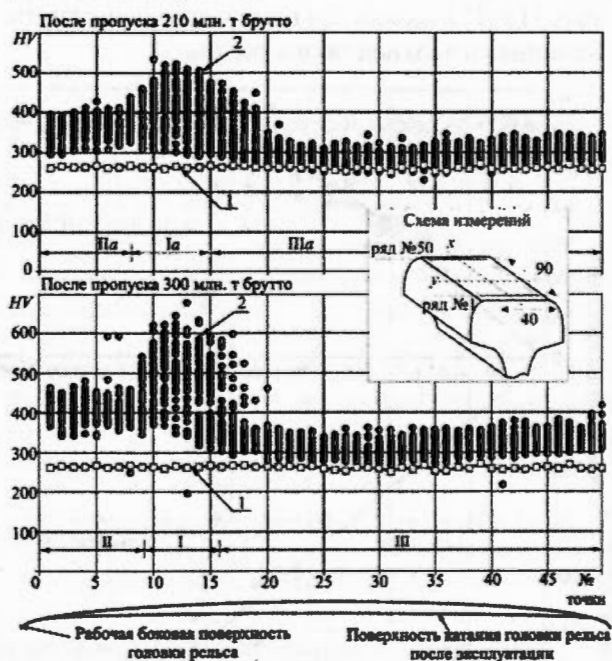 После пропуска 210 млн. т брутто
HV
2
500
400
300
200
1
100
IIа
Iа
IIIа
0
Схема измерений
ряд №50
x
y
90
ряд №1
40
После пропуска 300 млн. т брутто
HV
2
600
500
400
300
200
1
100
II
I
III
0 5 10 15 20 25 30 35 40 45 №
точки
Рабочая боковая поверхность
головки рельса
Поверхность катания головки рельса
после эксплуатации